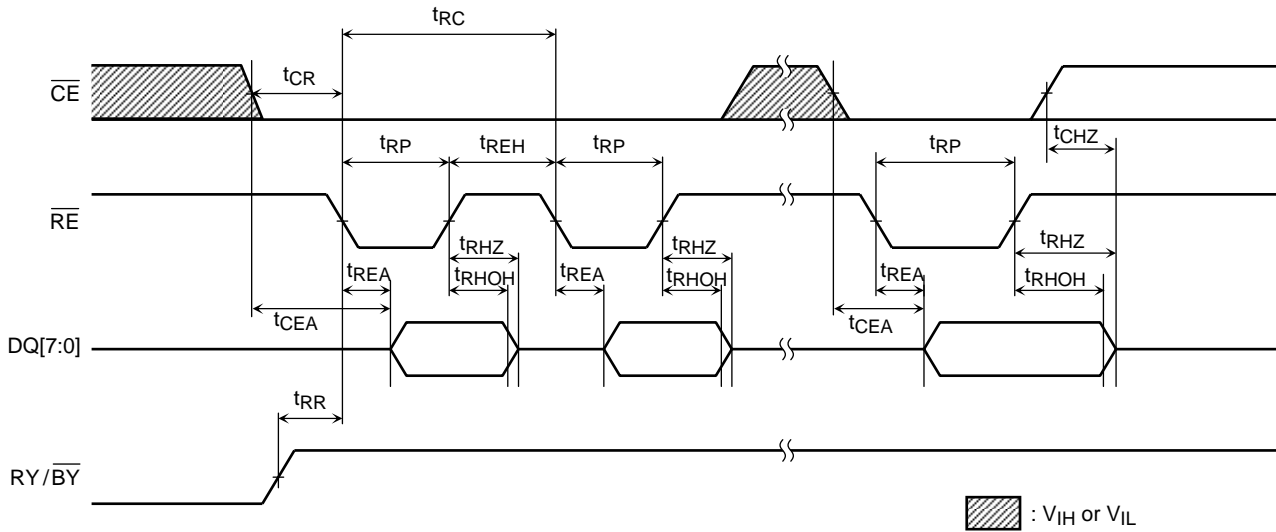 tRC
CE
tCR
tCHZ
tRP
tREH
tRP
tRP
RE
tRHZ
tRHZ
tRHZ
tREA
tRHOH
tREA
tRHOH
tREA
tRHOH
tCEA
tCEA
DQ[7:0]
tRR
RY/BY
: VIH or VIL